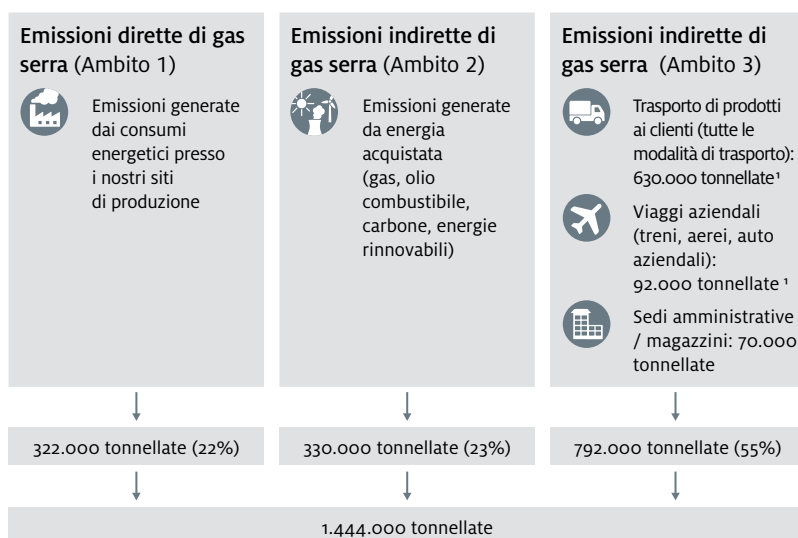 Emissioni dirette di gas
serra (Ambito 1)
Emissioni generate
dai consumi
energetici presso
i nostri siti
di produzione
Emissioni indirette di
gas serra (Ambito 2)
Emissioni generate
da energia
acquistata
(gas, olio
combustibile,
carbone, energie
rinnovabili)
Emissioni indirette di
gas serra (Ambito 3)
Trasporto di prodotti
ai clienti (tutte le
modalità di trasporto):
630.000 tonnellate¹
Viaggi aziendali
(treni, aerei, auto
aziendali):
92.000 tonnellate ¹
Sedi amministrative
/ magazzini: 70.000
tonnellate
322.000 tonnellate (22%)
330.000 tonnellate (23%)
792.000 tonnellate (55%)
1.444.000 tonnellate